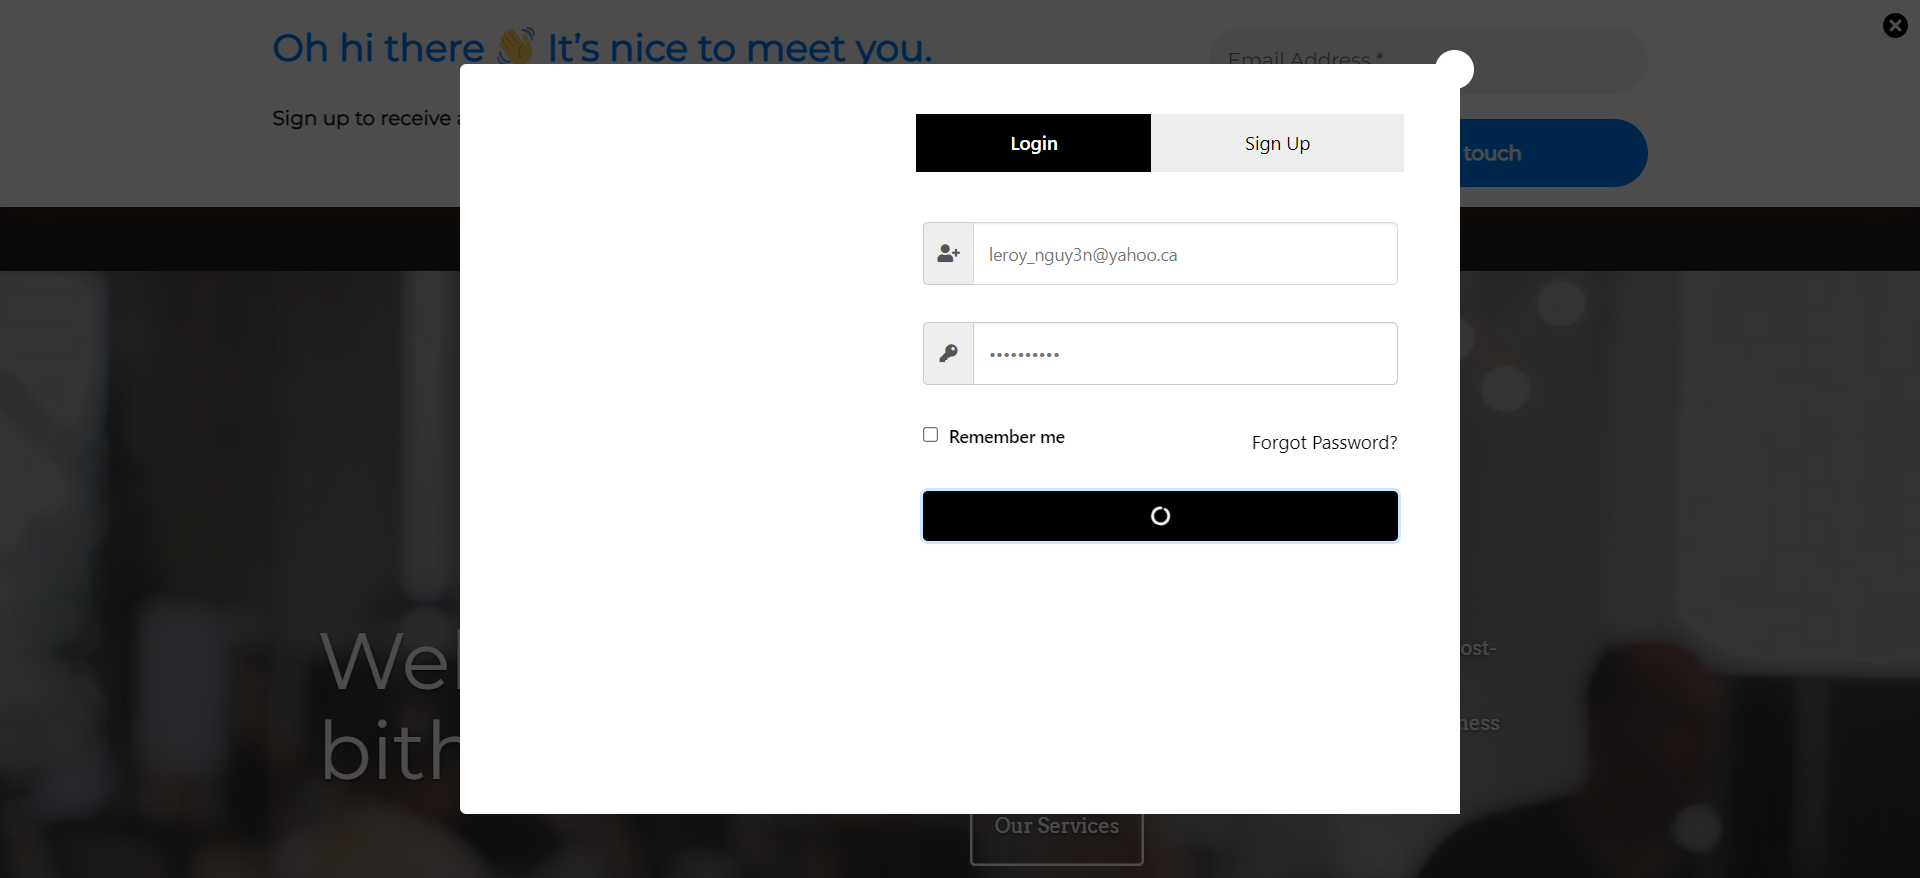 Oh hi there 👋 It’s nice to meet you.
Email Address *
Sign up to receive
touch
Login
Sign Up
leroy_nguy3n@yahoo.ca
••••••••••
Remember me
Forgot Password?
Wel
ost-
ness
bith
Our Services